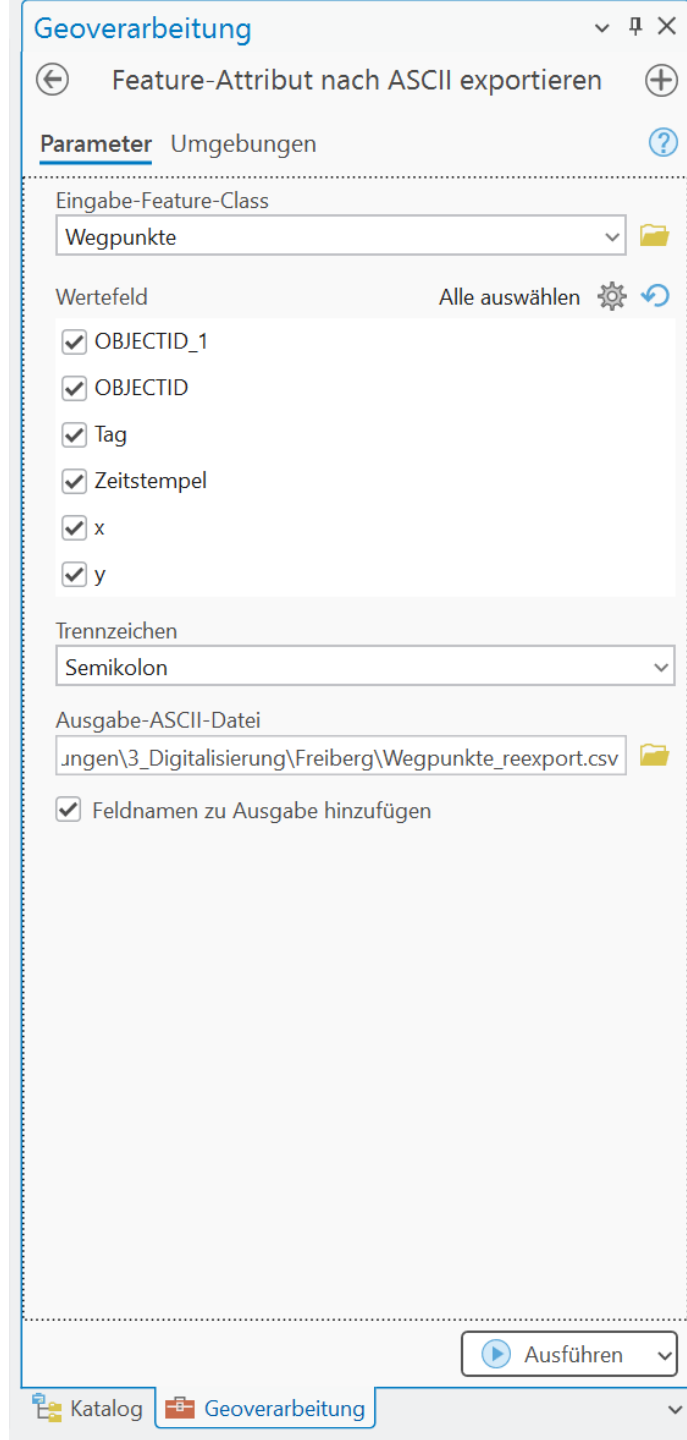 Geoverarbeitung
Feature-Attribut nach ASCII exportieren
Parameter Umgebungen
Eingabe-Feature-Class
Wegpunkte
Wertefeld Alle auswählen
OBJECTID_1
OBJECTID
Tag
Zeitstempel
x
y
Trennzeichen
Semikolon
Ausgabe-ASCII-Datei
ungen\3_Digitalisierung\Freiberg\Wegpunkte_reexport.csv
Feldnamen zu Ausgabe hinzufügen
Ausführen
Katalog Geoverarbeitung